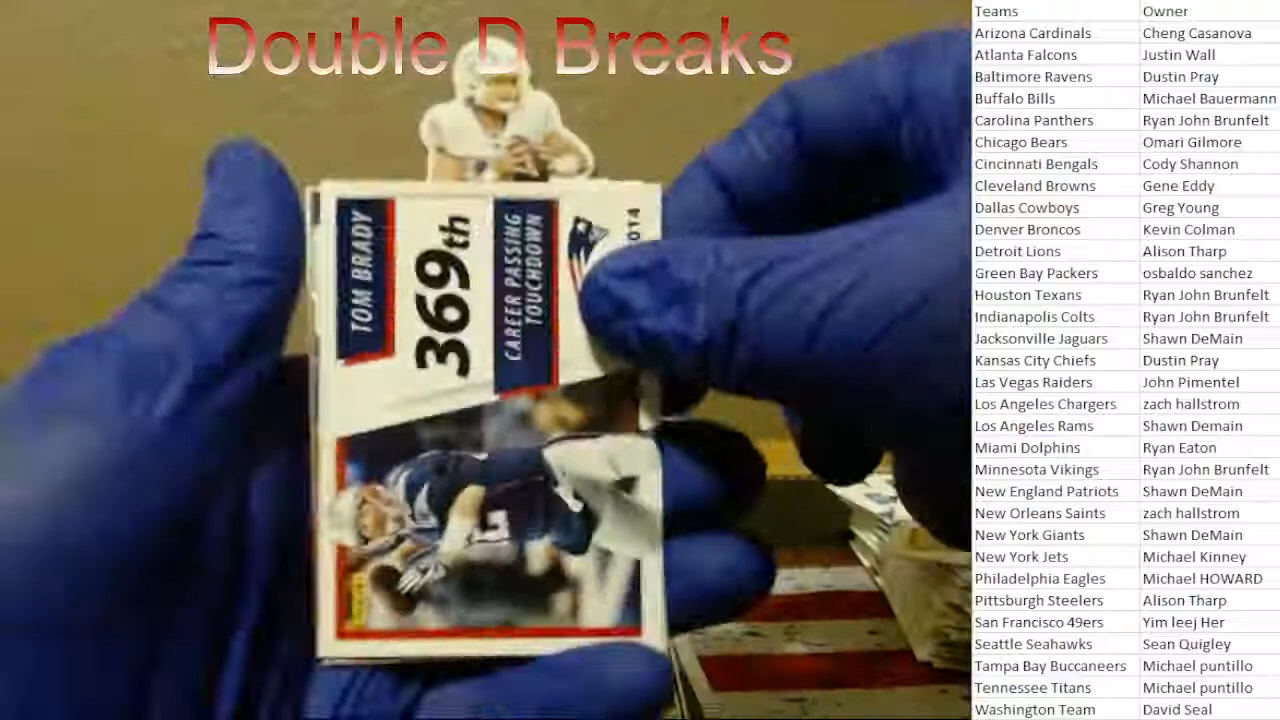 Double D Breaks
TOM BRADY
369th
CAREER PASSING
TOUCHDOWN
014
Teams Owner
Arizona Cardinals Cheng Casanova
Atlanta Falcons Justin Wall
Baltimore Ravens Dustin Pray
Buffalo Bills Michael Bauermann
Carolina Panthers Ryan John Brunfelt
Chicago Bears Omari Gilmore
Cincinnati Bengals Cody Shannon
Cleveland Browns Gene Eddy
Dallas Cowboys Greg Young
Denver Broncos Kevin Colman
Detroit Lions Alison Tharp
Green Bay Packers osbaldo sanchez
Houston Texans Ryan John Brunfelt
Indianapolis Colts Ryan John Brunfelt
Jacksonville Jaguars Shawn DeMain
Kansas City Chiefs Dustin Pray
Las Vegas Raiders John Pimentel
Los Angeles Chargers zach hallstrom
Los Angeles Rams Shawn Demain
Miami Dolphins Ryan Eaton
Minnesota Vikings Ryan John Brunfelt
New England Patriots Shawn DeMain
New Orleans Saints zach hallstrom
New York Giants Shawn DeMain
New York Jets Michael Kinney
Philadelphia Eagles Michael HOWARD
Pittsburgh Steelers Alison Tharp
San Francisco 49ers Yim leej Her
Seattle Seahawks Sean Quigley
Tampa Bay Buccaneers Michael puntillo
Tennessee Titans Michael puntillo
Washington Team David Seal